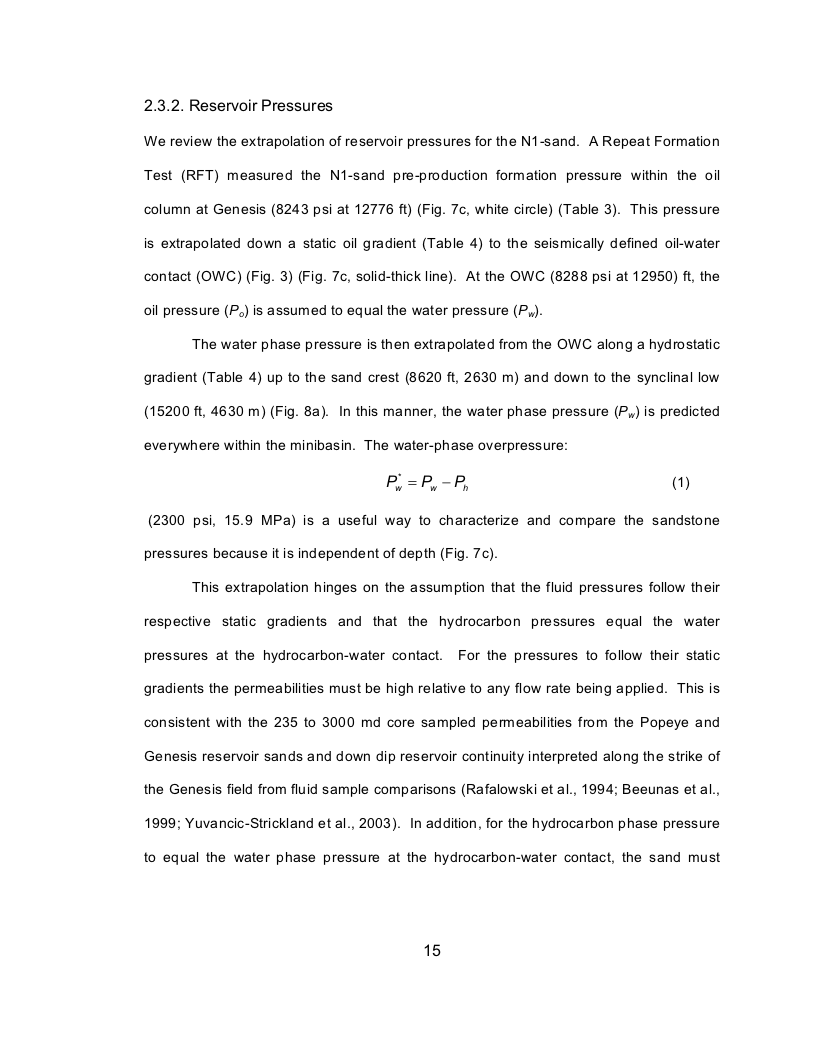 2.3.2. Reservoir Pressures
We review the extrapolation of reservoir pressures for the N1-sand. A Repeat Formation
Test (RFT) measured the N1-sand pre-production formation pressure within the oil
column at Genesis (8243 psi at 12776 ft) (Fig. 7c, white circle) (Table 3). This pressure
is extrapolated down a static oil gradient (Table 4) to the seismically defined oil-water
contact (OWC) (Fig. 3) (Fig. 7c, solid-thick line). At the OWC (8288 psi at 12950) ft, the
oil pressure (Po) is assumed to equal the water pressure (Pw).
The water phase pressure is then extrapolated from the OWC along a hydrostatic
gradient (Table 4) up to the sand crest (8620 ft, 2630 m) and down to the synclinal low
(15200 ft, 4630 m) (Fig. 8a). In this manner, the water phase pressure (Pw) is predicted
everywhere within the minibasin. The water-phase overpressure:
P*w = Pw − Ph (1)
(2300 psi, 15.9 MPa) is a useful way to characterize and compare the sandstone
pressures because it is independent of depth (Fig. 7c).
This extrapolation hinges on the assumption that the fluid pressures follow their
respective static gradients and that the hydrocarbon pressures equal the water
pressures at the hydrocarbon-water contact. For the pressures to follow their static
gradients the permeabilities must be high relative to any flow rate being applied. This is
consistent with the 235 to 3000 md core sampled permeabilities from the Popeye and
Genesis reservoir sands and down dip reservoir continuity interpreted along the strike of
the Genesis field from fluid sample comparisons (Rafalowski et al., 1994; Beeunas et al.,
1999; Yuvancic-Strickland et al., 2003). In addition, for the hydrocarbon phase pressure
to equal the water phase pressure at the hydrocarbon-water contact, the sand must
15